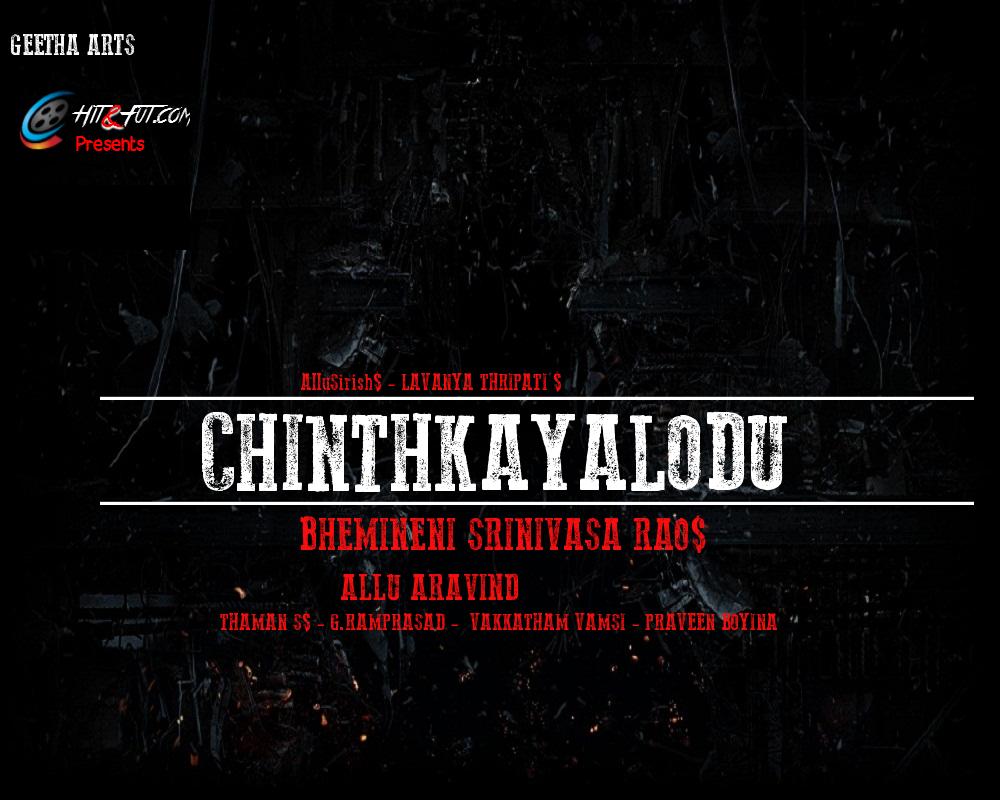 GEETHA ARTS
HIT&FUT.COM
Presents
AlluSirish$ - LAVANYA THRIPATI'S
CHINTHKAYALODU
BHEMINENI SRINIVASA RAO$
ALLU ARAVIND
THAMAN S$ - G.RAMPRASAD - VAKKATHAM VAMSI - PRAVEEN BOYINA